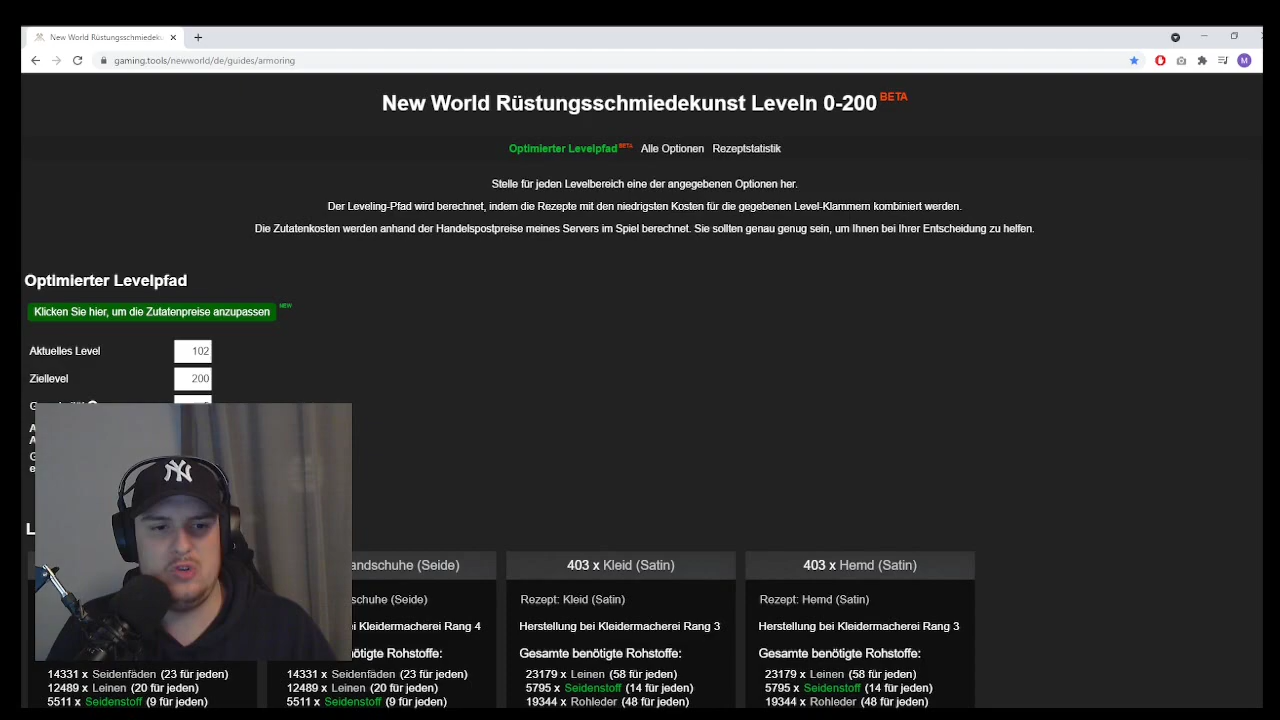 New World Rüstungsschmiedeku
gaming.tools/newworld/de/guides/armoring
M
New World Rüstungsschmiedekunst Leveln 0-200 BETA
Optimierter Levelpfad BETA Alle Optionen Rezeptstatistik
Stelle für jeden Levelbereich eine der angegebenen Optionen her.
Der Leveling-Pfad wird berechnet, indem die Rezepte mit den niedrigsten Kosten für die gegebenen Level-Klammern kombiniert werden.
Die Zutatenkosten werden anhand der Handelspostpreise meines Servers im Spiel berechnet. Sie sollten genau genug sein, um Ihnen bei Ihrer Entscheidung zu helfen.
Optimierter Levelpfad
Klicken Sie hier, um die Zutatenpreise anzupassen NEW
Aktuelles Level 102
Ziellevel 200
NY
andschuhe (Seide) 403 x Kleid (Satin) 403 x Hemd (Satin)
schuhe (Seide) Rezept: Kleid (Satin) Rezept: Hemd (Satin)
ei Kleidermacherei Rang 4 Herstellung bei Kleidermacherei Rang 3 Herstellung bei Kleidermacherei Rang 3
nötigte Rohstoffe: Gesamte benötigte Rohstoffe: Gesamte benötigte Rohstoffe:
14331 x Seidenfäden (23 für jeden) 14331 x Seidenfäden (23 für jeden) 23179 x Leinen (58 für jeden) 23179 x Leinen (58 für jeden)
12489 x Leinen (20 für jeden) 12489 x Leinen (20 für jeden) 5795 x Seidenstoff (14 für jeden) 5795 x Seidenstoff (14 für jeden)
5511 x Seidenstoff (9 für jeden) 5511 x Seidenstoff (9 für jeden) 19344 x Rohleder (48 für jeden) 19344 x Rohleder (48 für jeden)